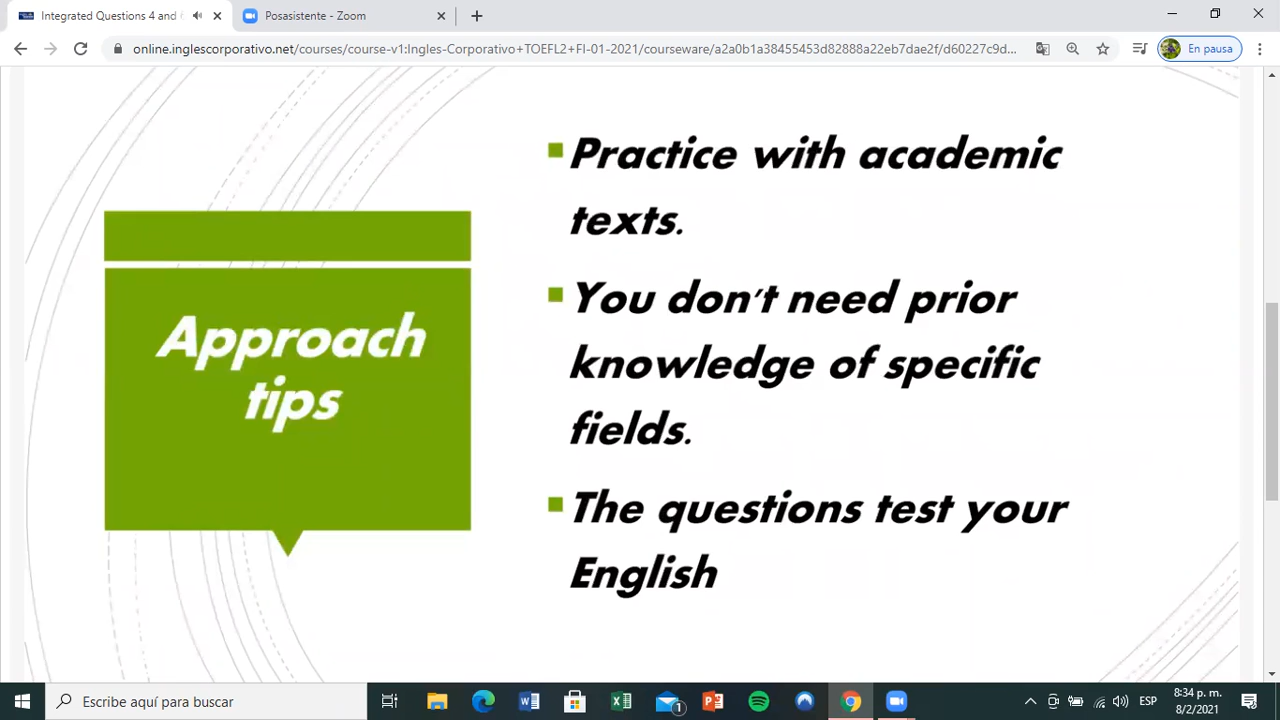 Integrated Questions 4 and
Posasistente - Zoom
online.inglescorporativo.net/courses/course-v1:Ingles-Corporativo+TOEFL2+FI-01-2021/courseware/a2a0b1a38455453d82888a22eb7dae2f/d60227c9d...
En pausa
Practice with academic
texts.
You don't need prior
knowledge of specific
fields.
Approach
tips
The questions test your
English
Escribe aquí para buscar
1
ESP
8:34 p. m.
8/2/2021